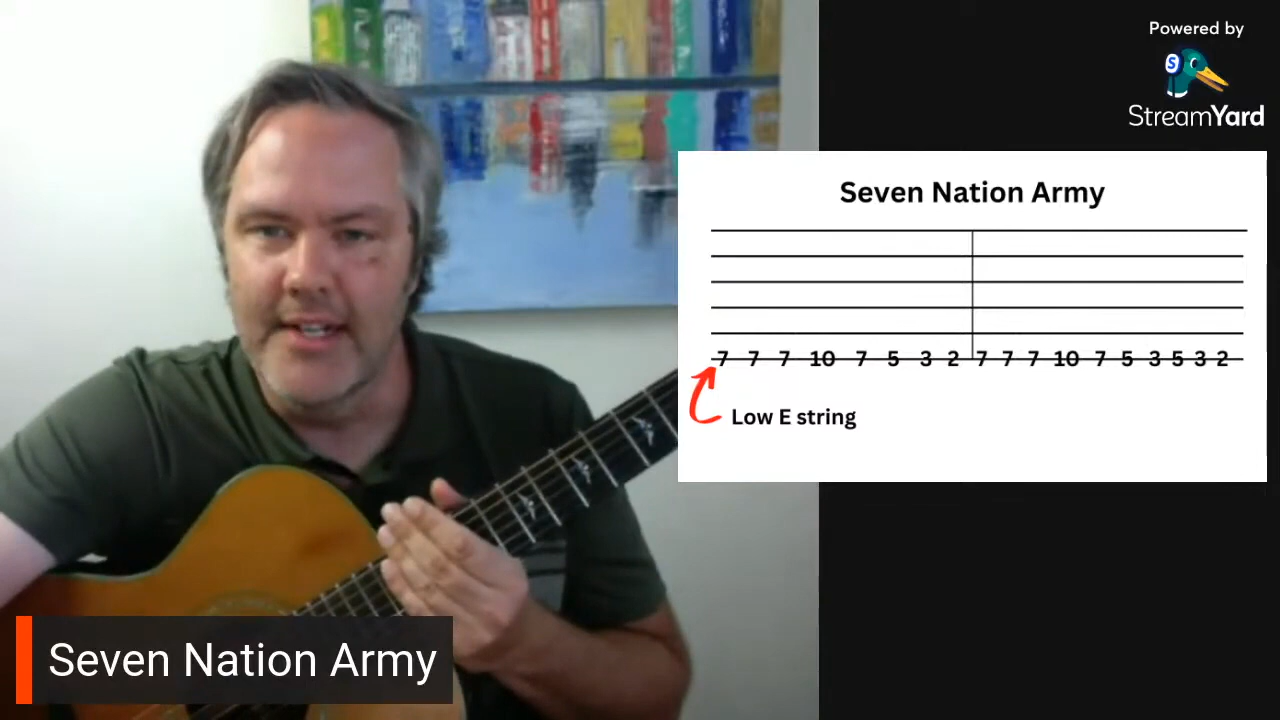 Powered by
StreamYard
Seven Nation Army
7 7 7 10 7 5 3 2 7 7 7 10 7 5 3 5 3 2
Low E string
Seven Nation Army